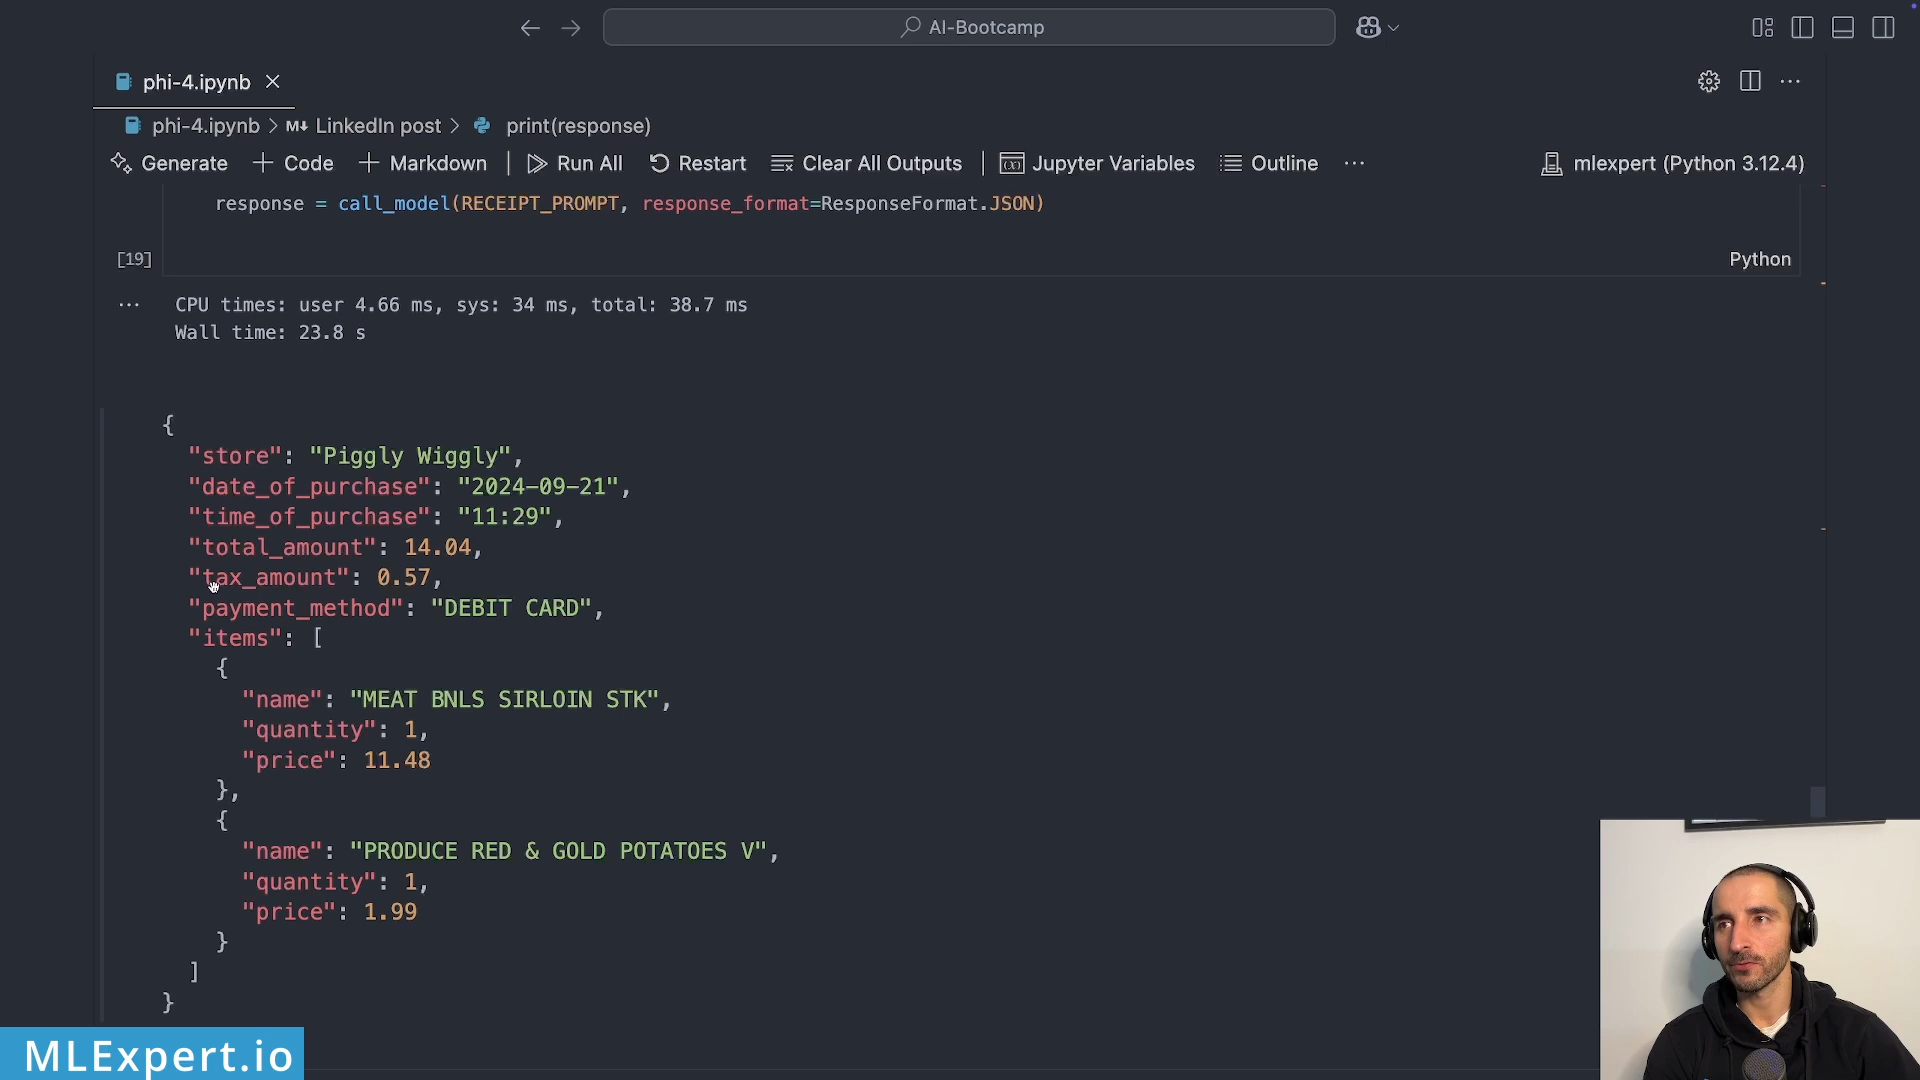 AI-Bootcamp
phi-4.ipynb
phi-4.ipynb > M↓ LinkedIn post > print(response)
Generate + Code + Markdown | Run All Restart Clear All Outputs | Jupyter Variables Outline ··· mlexpert (Python 3.12.4)
response = call_model(RECEIPT_PROMPT, response_format=ResponseFormat.JSON)
[19]
Python
CPU times: user 4.66 ms, sys: 34 ms, total: 38.7 ms
Wall time: 23.8 s
{
"store": "Piggly Wiggly",
"date_of_purchase": "2024-09-21",
"time_of_purchase": "11:29",
"total_amount": 14.04,
"tax_amount": 0.57,
"payment_method": "DEBIT CARD",
"items": [
{
"name": "MEAT BNLS SIRLOIN STK",
"quantity": 1,
"price": 11.48
},
{
"name": "PRODUCE RED & GOLD POTATOES V",
"quantity": 1,
"price": 1.99
}
]
}
MLExpert.io